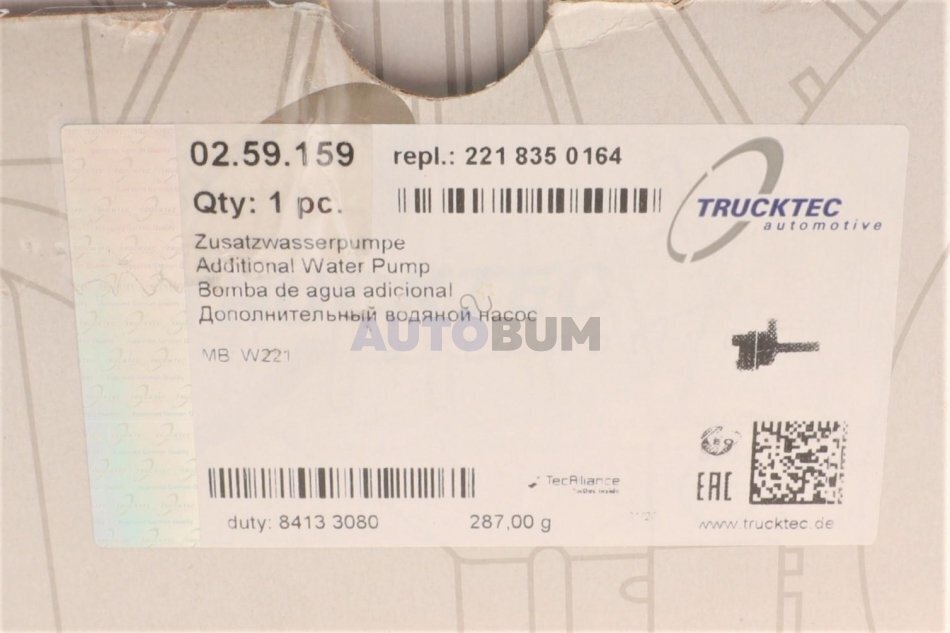 02.59.159 repl.: 221 835 0164
Qty: 1 pc.
TRUCKTEC
automotive
Zusatzwasserpumpe
Additional Water Pump
Bomba de agua adicional
Дополнительный водяной насос
AUTOBUM
MB W221
TecAlliance
EAC
duty: 8413 3080 287,00 g
www.trucktec.de